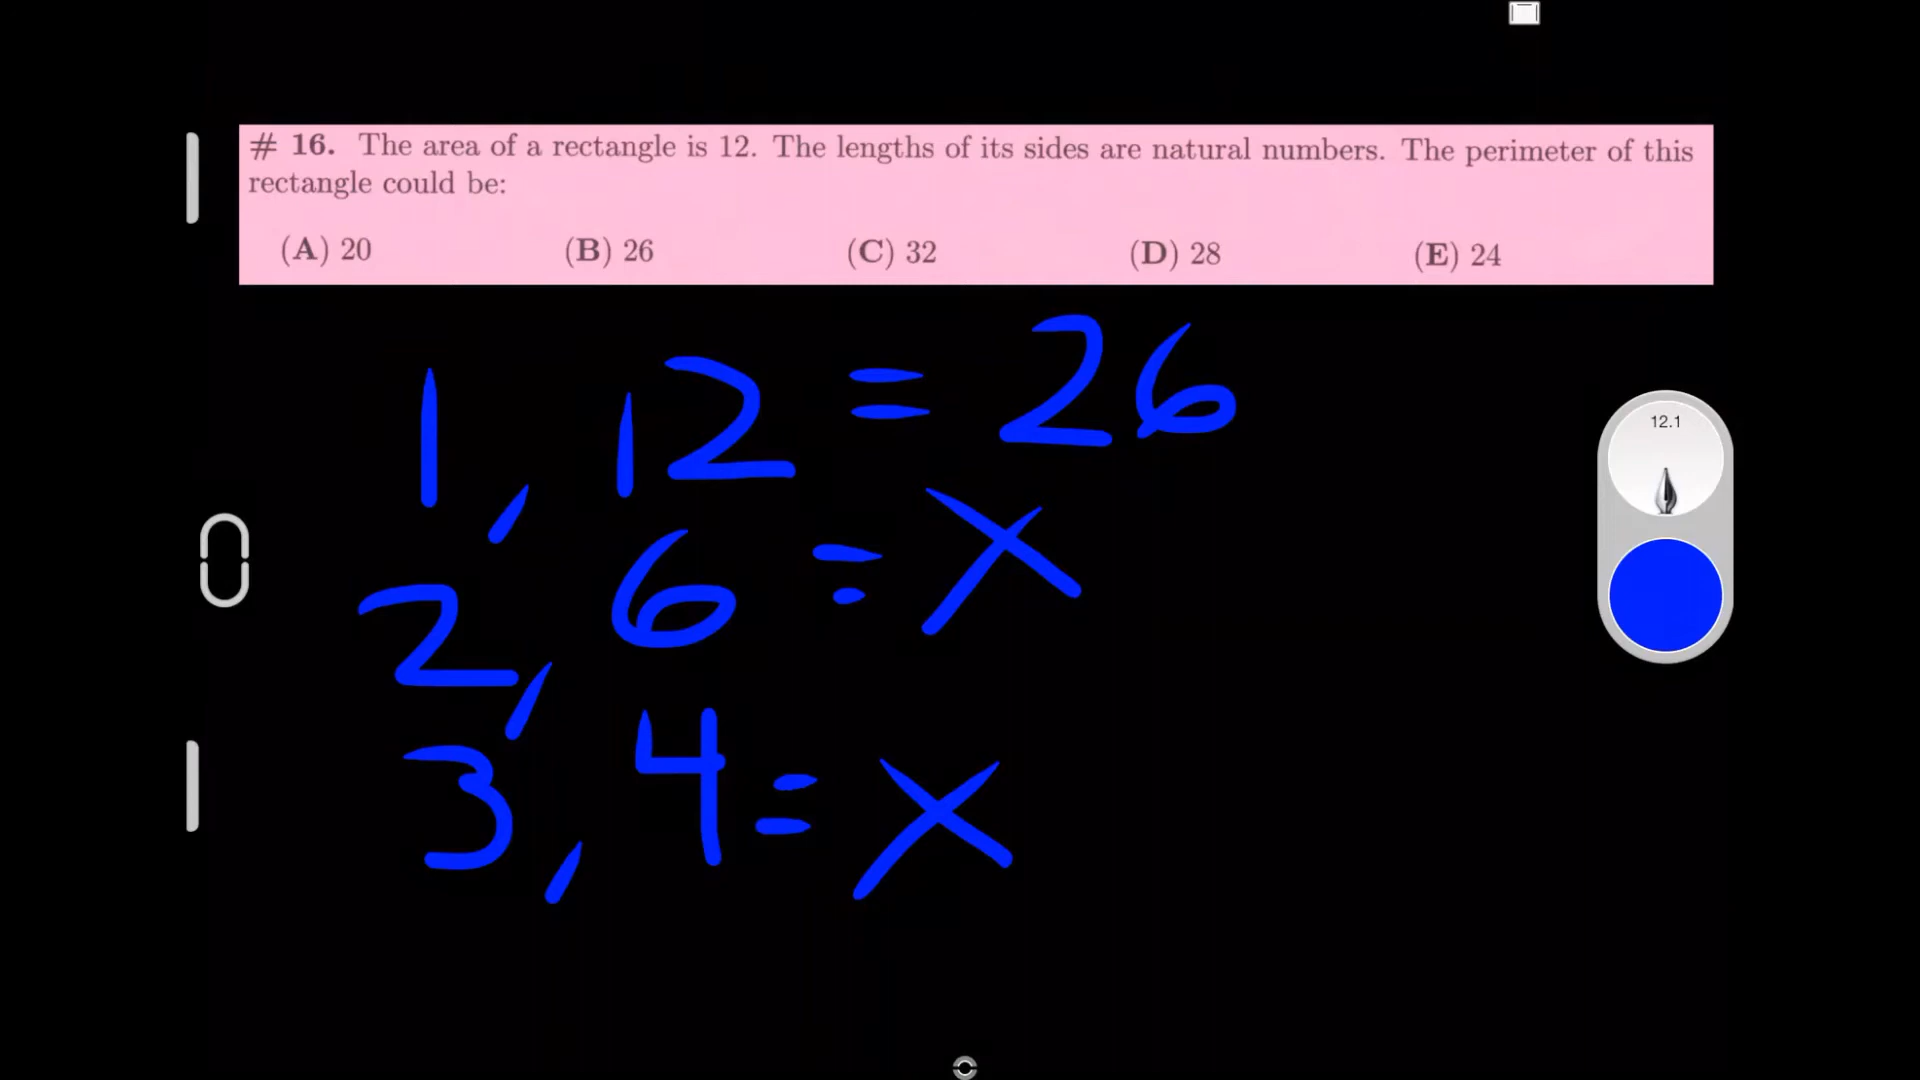 # 16. The area of a rectangle is 12. The lengths of its sides are natural numbers. The perimeter of this
rectangle could be:
(A) 20 (B) 26 (C) 32 (D) 28 (E) 24
1, 12 = 26
2, 6 = X
3, 4 = X
12.1